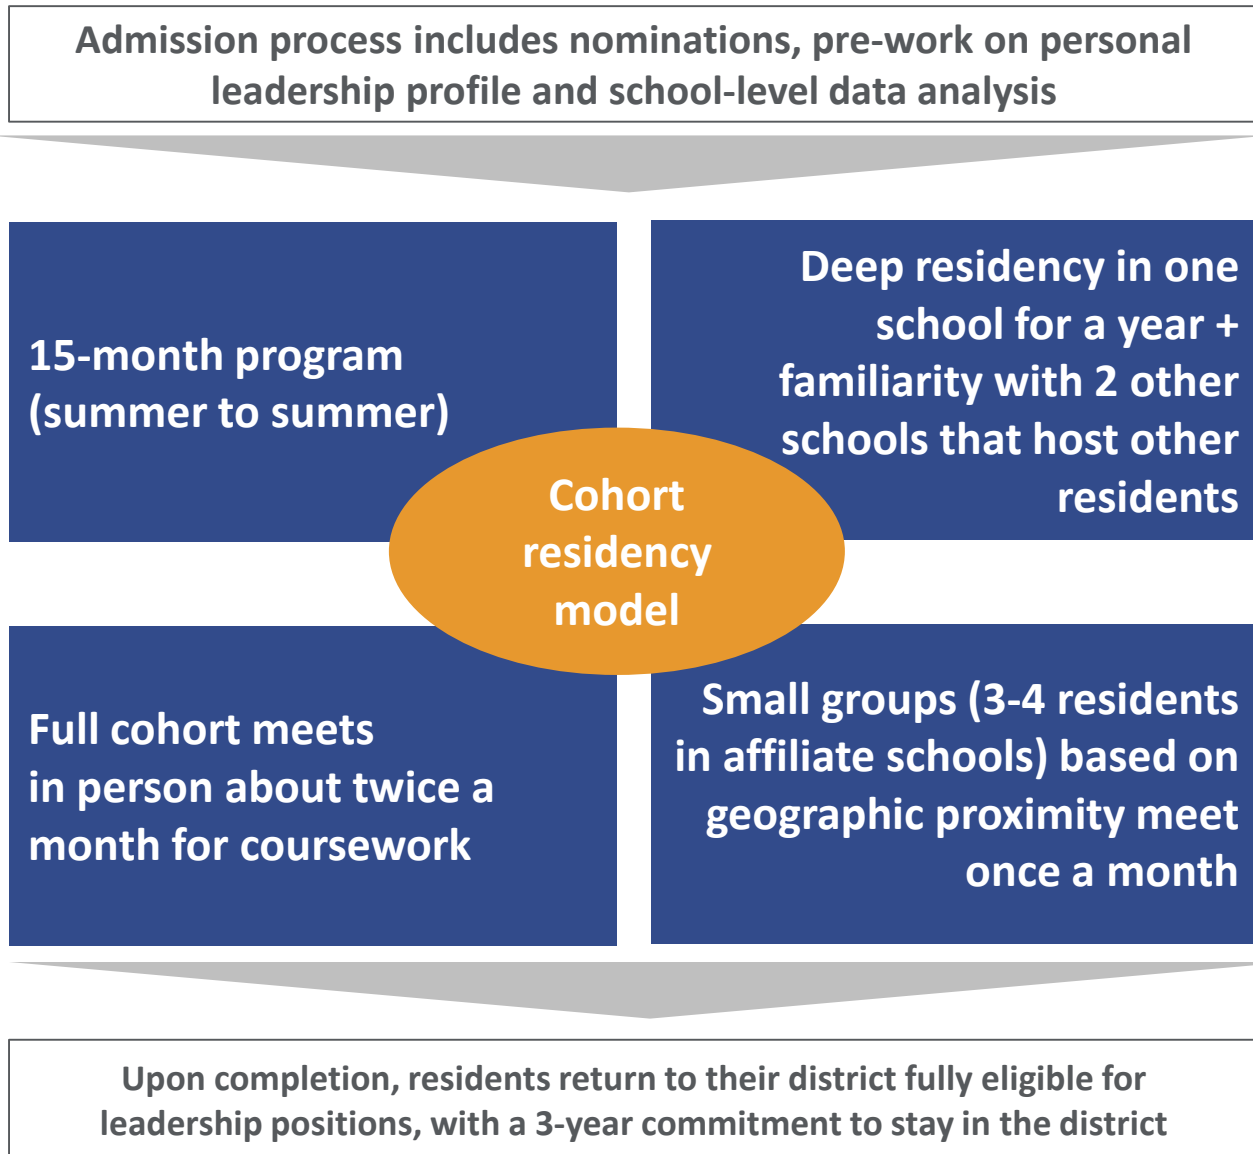 Admission process includes nominations, pre-work on personal
leadership profile and school-level data analysis
15-month program
(summer to summer)
Deep residency in one
school for a year +
familiarity with 2 other
schools that host other
residents
Cohort
residency
model
Full cohort meets
in person about twice a
month for coursework
Small groups (3-4 residents
in affiliate schools) based on
geographic proximity meet
once a month
Upon completion, residents return to their district fully eligible for
leadership positions, with a 3-year commitment to stay in the district